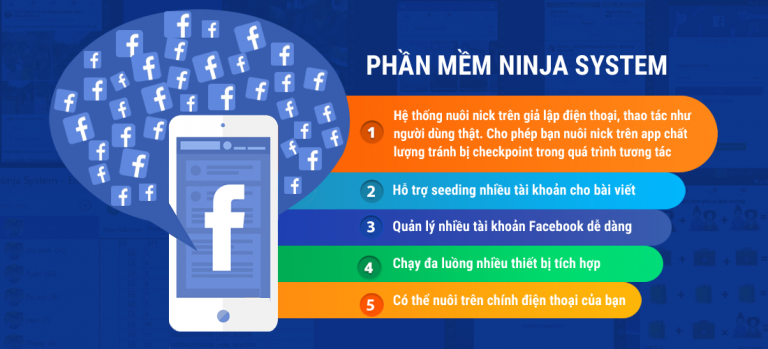 PHẦN MỀM NINJA SYSTEM
1
Hệ thống nuôi nick trên giả lập điện thoại, thao tác như
người dùng thật. Cho phép bạn nuôi nick trên app chất
lượng tránh bị checkpoint trong quá trình tương tác
2 Hỗ trợ seeding nhiều tài khoản cho bài viết
3 Quản lý nhiều tài khoản Facebook dễ dàng
4 Chạy đa luồng nhiều thiết bị tích hợp
5 Có thể nuôi trên chính điện thoại của bạn